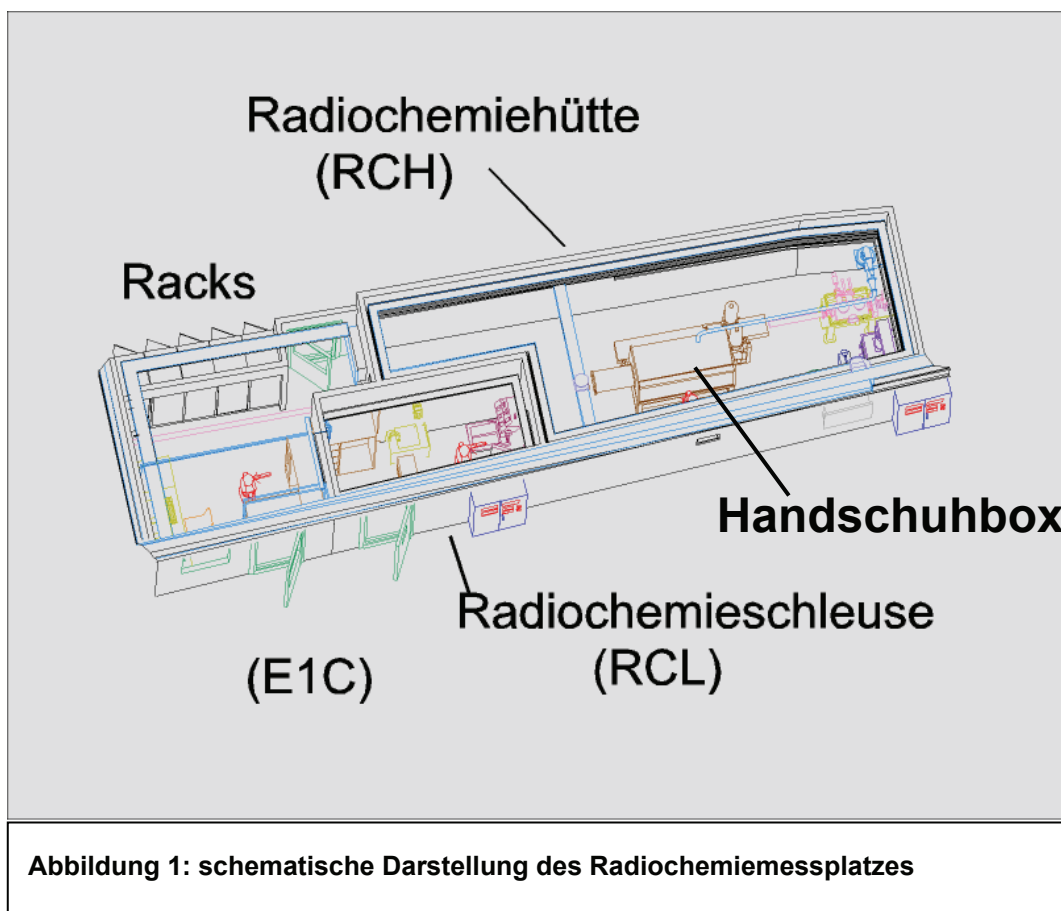 Radiochemiehütte
(RCH)
Racks
Handschuhbox
Radiochemieschleuse
(RCL)
(E1C)
Abbildung 1: schematische Darstellung des Radiochemiemessplatzes